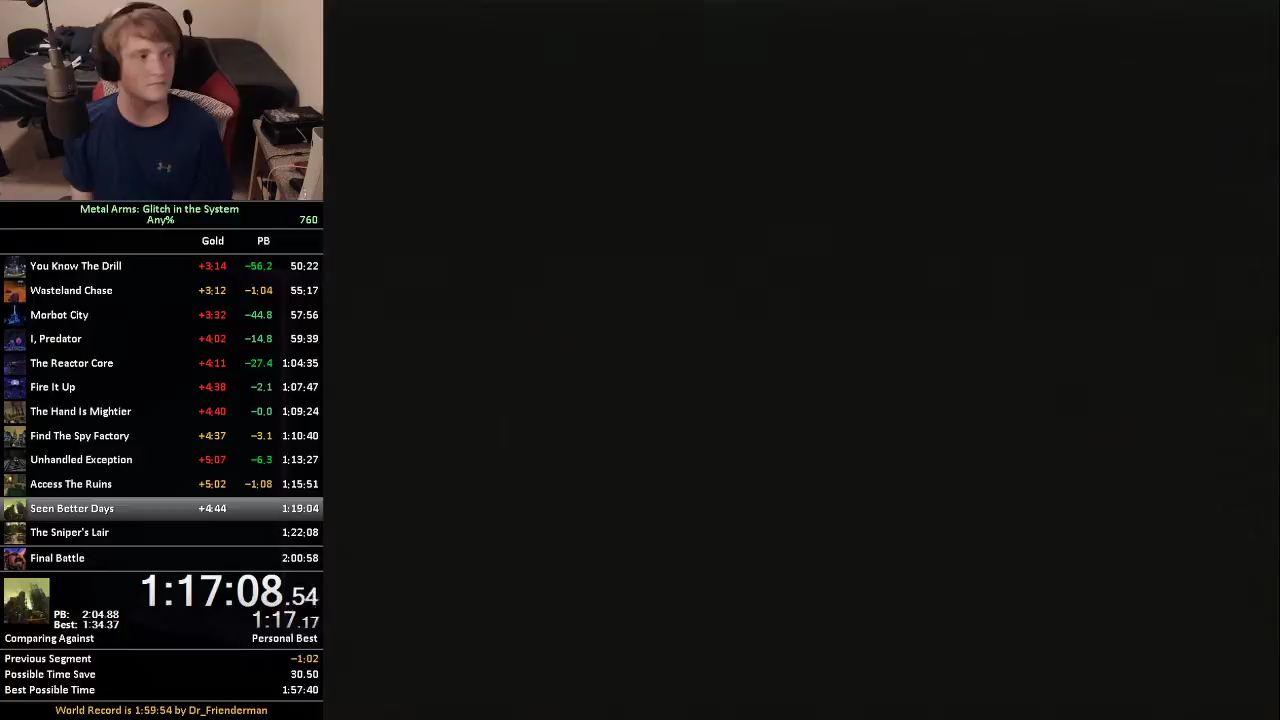 Metal Arms: Glitch in the System
Any% 760
Gold PB
You Know The Drill +3:14 −56.2 50:22
Wasteland Chase +3:12 −1:04 55:17
Morbot City +3:32 −44.8 57:56
I, Predator +4:02 −14.8 59:39
The Reactor Core +4:11 −27.4 1:04:35
Fire It Up +4:38 −2.1 1:07:47
The Hand Is Mightier +4:40 −0.0 1:09:24
Find The Spy Factory +4:37 −3.1 1:10:40
Unhandled Exception +5:07 −6.3 1:13:27
Access The Ruins +5:02 −1:08 1:15:51
Seen Better Days +4:44 1:19:04
The Sniper's Lair 1:22:08
Final Battle 2:00:58
1:17:08.54
PB: 2:04.88 1:17.17
Best: 1:34.37
Comparing Against Personal Best
Previous Segment −1:02
Possible Time Save 30.50
Best Possible Time 1:57:40
World Record is 1:59:54 by Dr_Frienderman